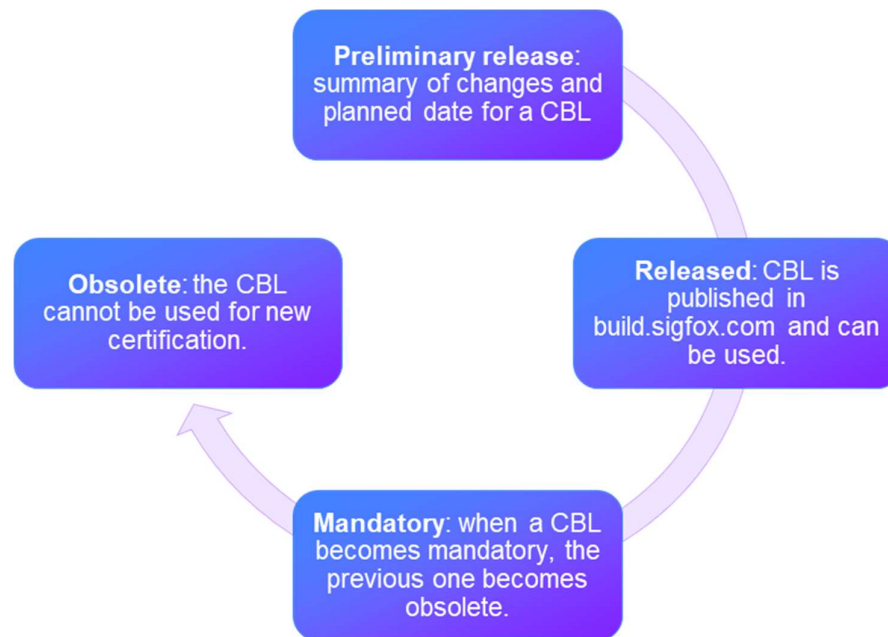 Preliminary release:
summary of changes and
planned date for a CBL
Released: CBL is
published in
build.sigfox.com and can
be used.
Mandatory: when a CBL
becomes mandatory, the
previous one becomes
obsolete.
Obsolete: the CBL
cannot be used for new
certification.